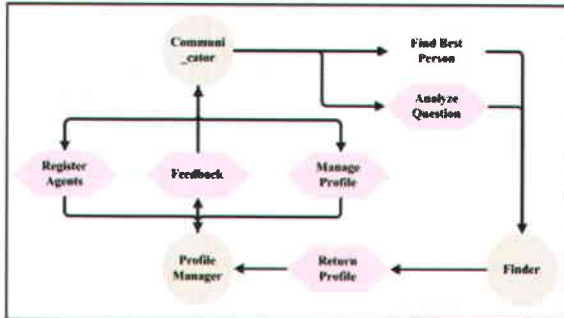 Communi
_cator
Find Best
Person
Analyze
Question
Register
Agents
Feedback
Manage
Profile
Profile
Manager
Return
Profile
Finder